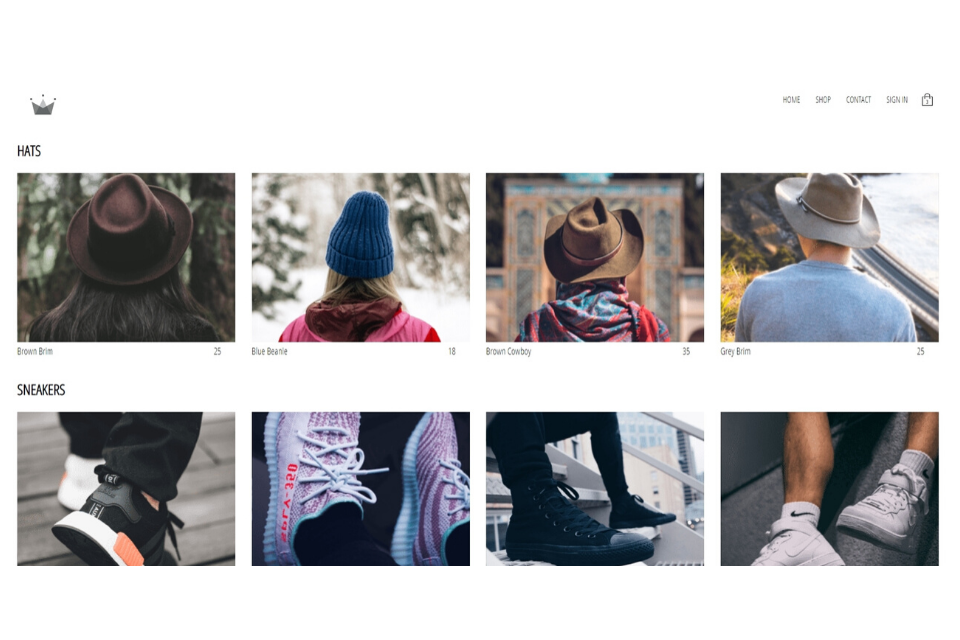 HOME SHOP CONTACT SIGN IN
HATS
Brown Brim 25
Blue Beanie 18
Brown Cowboy 35
Grey Brim 25
SNEAKERS